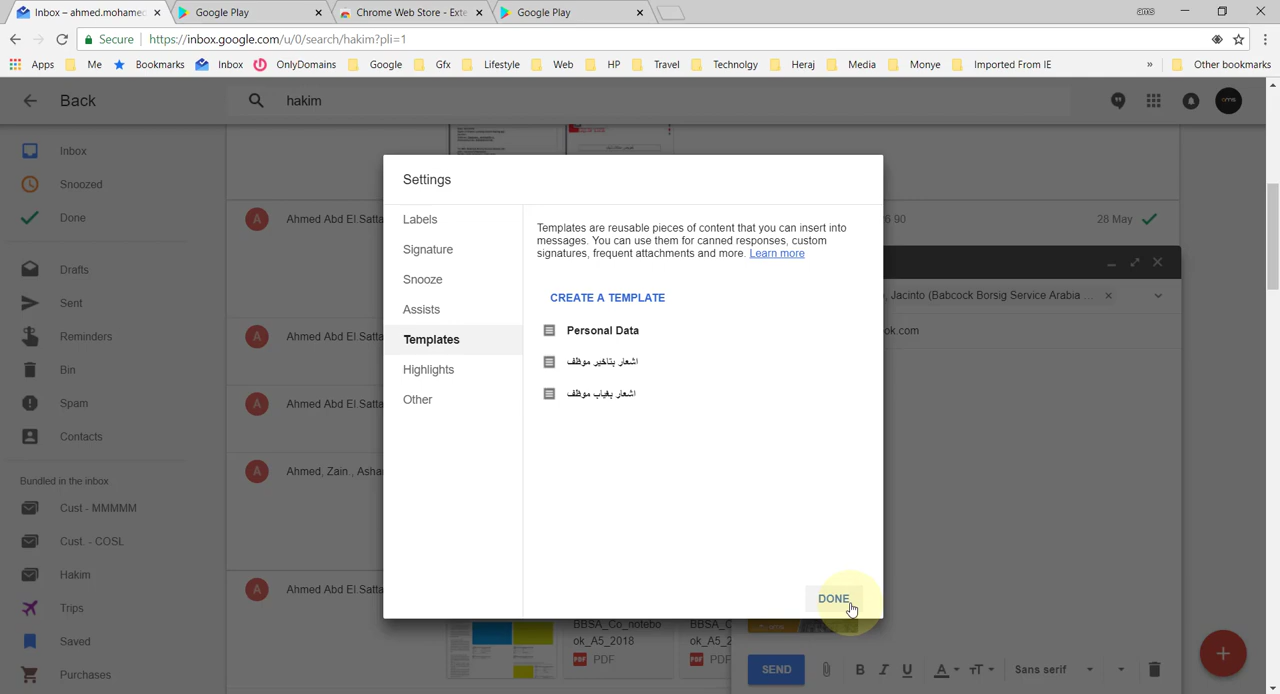 Inbox – ahmed.mohamed
Google Play
Chrome Web Store - Exte
Google Play
ams
Secure
https://inbox.google.com/u/0/search/hakim?pli=1
Apps
Me
Bookmarks
Inbox
OnlyDomains
Google
Gfx
Lifestyle
Web
HP
Travel
Technolgy
Heraj
Media
Monye
Imported From IE
»
Other bookmarks
Back
hakim
Inbox
Snoozed
Done
Drafts
Sent
Reminders
Bin
Spam
Contacts
Bundled in the inbox
Cust - MMMMM
Cust. - COSL
Hakim
Trips
Saved
Purchases
A
Ahmed Abd El.Satta
90
28 May
A
Ahmed Abd El.Satta
A
Ahmed Abd El.Satta
A
Ahmed, Zain., Asha
A
Ahmed Abd El.Satta
Settings
Labels
Signature
Snooze
Assists
Templates
Highlights
Other
Templates are reusable pieces of content that you can insert into
messages. You can use them for canned responses, custom
signatures, frequent attachments and more. Learn more
CREATE A TEMPLATE
Personal Data
اشعار بتاخير موظف
اشعار بغياب موظف
DONE
, Jacinto (Babcock Borsig Service Arabia ...
ok.com
BBSA_Co_notebo
ok_A5_2018
PDF
BBSA_C
ok_A5_2
PDF
SEND
B
I
U
A
TT
Sans serif